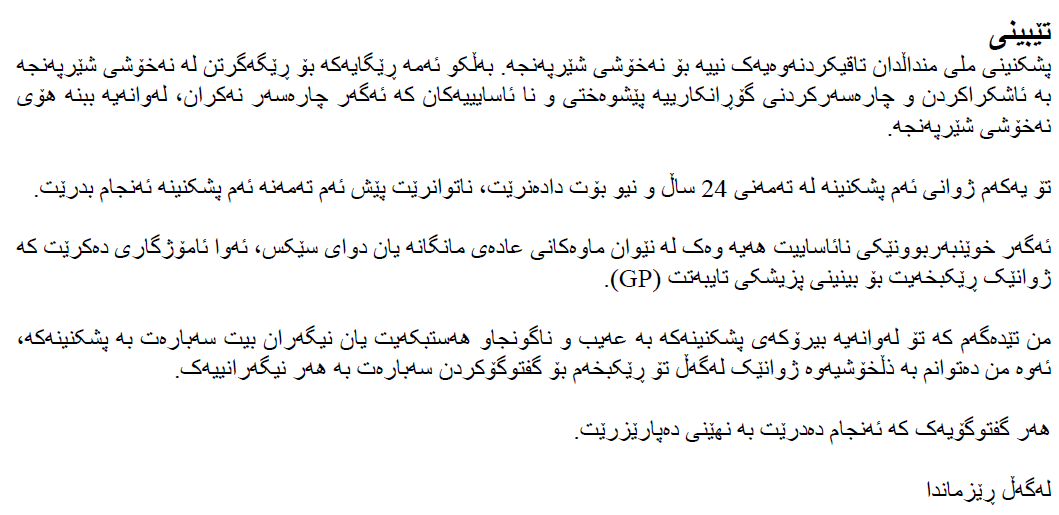 تێبینی
پشکنینی ملی منداڵدان تاقیکردنەوەیەک نییە بۆ نەخۆشی شێرپەنجە. بەڵکو ئەمە ڕێگایەکە بۆ ڕێگەگرتن لە نەخۆشی شێرپەنجە
بە ئاشکراکردن و چارەسەرکردنی گۆڕانکارییە پێشوەختی و نا ئاساییەکان کە ئەگەر چارەسەر نەکران، لەوانەیە ببنە هۆی
نەخۆشی شێرپەنجە.
تۆ یەکەم ژوانی ئەم پشکنینە لە تەمەنی 24 ساڵ و نیو بۆت دادەنرێت، ناتوانرێت پێش ئەم تەمەنە ئەم پشکنینە ئەنجام بدرێت.
ئەگەر خوێنبەربوونێکی نائاساییت هەیە وەک لە نێوان ماوەکانی عادەی مانگانە یان دوای سێکس، ئەوا ئامۆژگاری دەکرێت کە
ژوانێک ڕێکبخەیت بۆ بینینی پزیشکی تایبەتت (GP).
من تێدەگەم کە تۆ لەوانەیە بیرۆکەی پشکنینەکە بە عەیب و ناگونجاو هەستبکەیت یان نیگەران بیت سەبارەت بە پشکنینەکە،
ئەوە من دەتوانم بە دڵخۆشیەوە ژوانێک لەگەڵ تۆ ڕێکبخەم بۆ گفتوگۆکردن سەبارەت بە هەر نیگەرانییەک.
هەر گفتوگۆیەک کە ئەنجام دەدرێت بە نهێنی دەپارێزرێت.
لەگەڵ ڕێزماندا